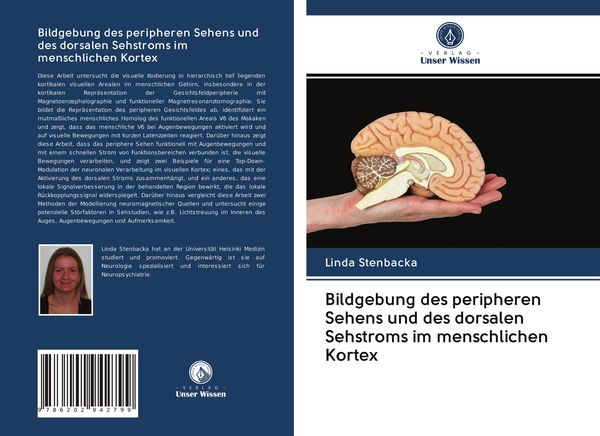 Bildgebung des peripheren Sehens und
des dorsalen Sehstroms im
menschlichen Kortex
Diese Arbeit untersucht die visuelle Kodierung in hierarchisch tief liegenden
kortikalen visuellen Arealen im menschlichen Gehirn, insbesondere in der
kortikalen Repräsentation der Gesichtsfeldperipherie mit
Magnetoenzephalographie und funktioneller Magnetresonanztomographie. Sie
bildet die Repräsentation des peripheren Gesichtsfeldes ab, identifiziert ein
mutmaßliches menschliches Homolog des funktionellen Areals V6 des Makaken
und zeigt, dass das menschliche V6 bei Augenbewegungen aktiviert wird und
auf visuelle Bewegungen mit kurzen Latenzzeiten reagiert. Darüber hinaus zeigt
diese Arbeit, dass das periphere Sehen funktionell mit Augenbewegungen und
mit einem schnellen Strom von Funktionsbereichen verbunden ist, die visuelle
Bewegungen verarbeiten, und zeigt zwei Beispiele für eine Top-Down-
Modulation der neuronalen Verarbeitung im visuellen Kortex; eines, das mit der
Aktivierung des dorsalen Stroms zusammenhängt, und ein anderes, das eine
lokale Signalverbesserung in der behandelten Region bewirkt, die das lokale
Rückkopplungssignal widerspiegelt. Darüber hinaus vergleicht diese Arbeit zwei
Methoden der Modellierung neuromagnetischer Quellen und untersucht einige
potenzielle Störfaktoren in Sehstudien, wie z.B. Lichtstreuung im Inneren des
Auges, Augenbewegungen und Aufmerksamkeit.
Linda Stenbacka hat an der Universität Helsinki Medizin
studiert und promoviert. Gegenwärtig ist sie auf
Neurologie spezialisiert und interessiert sich für
Neuropsychiatrie.
9 786202 942799
VERLAG
Unser Wissen
VERLAG
Unser Wissen
Linda Stenbacka
Bildgebung des peripheren
Sehens und des dorsalen
Sehstroms im menschlichen
Kortex